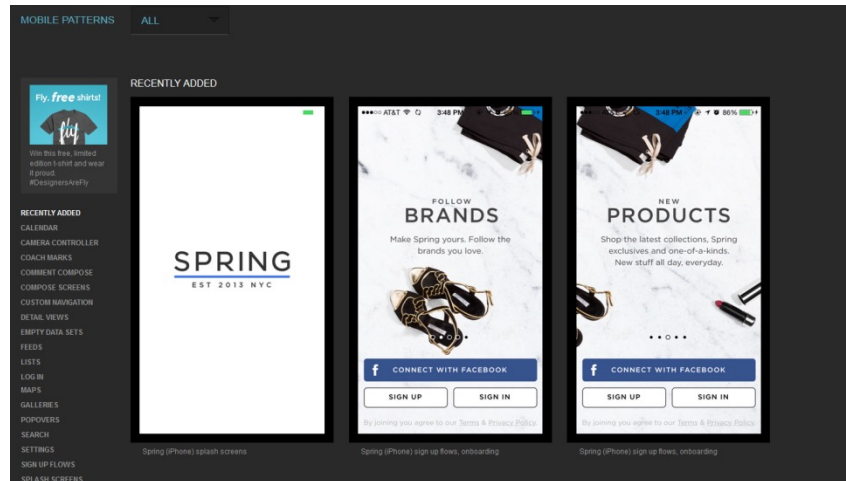 MOBILE PATTERNS
ALL
Fly. free shirts!
fly
Win this free, limited
edition t-shirt and wear
it proud.
#DesignersAreFly
RECENTLY ADDED
CALENDAR
CAMERA CONTROLLER
COACH MARKS
COMMENT COMPOSE
COMPOSE SCREENS
CUSTOM NAVIGATION
DETAIL VIEWS
EMPTY DATA SETS
FEEDS
LISTS
LOG IN
MAPS
GALLERIES
POPOVERS
SEARCH
SETTINGS
SIGN UP FLOWS
SPLASH SCREENS
RECENTLY ADDED
SPRING
EST 2013 NYC
Spring (iPhone) splash screens
AT&T 3:48 PM
FOLLOW
BRANDS
Make Spring yours. Follow the
brands you love.
f CONNECT WITH FACEBOOK
SIGN UP SIGN IN
By joining you agree to our Terms & Privacy Policy.
Spring (iPhone) sign up flows, onboarding
3:48 PM 86%
NEW
PRODUCTS
Shop the latest collections, Spring
exclusives and one-of-a-kinds.
New stuff all day, everyday.
f CONNECT WITH FACEBOOK
SIGN UP SIGN IN
By joining you agree to our Terms & Privacy Policy.
Spring (iPhone) sign up flows, onboarding